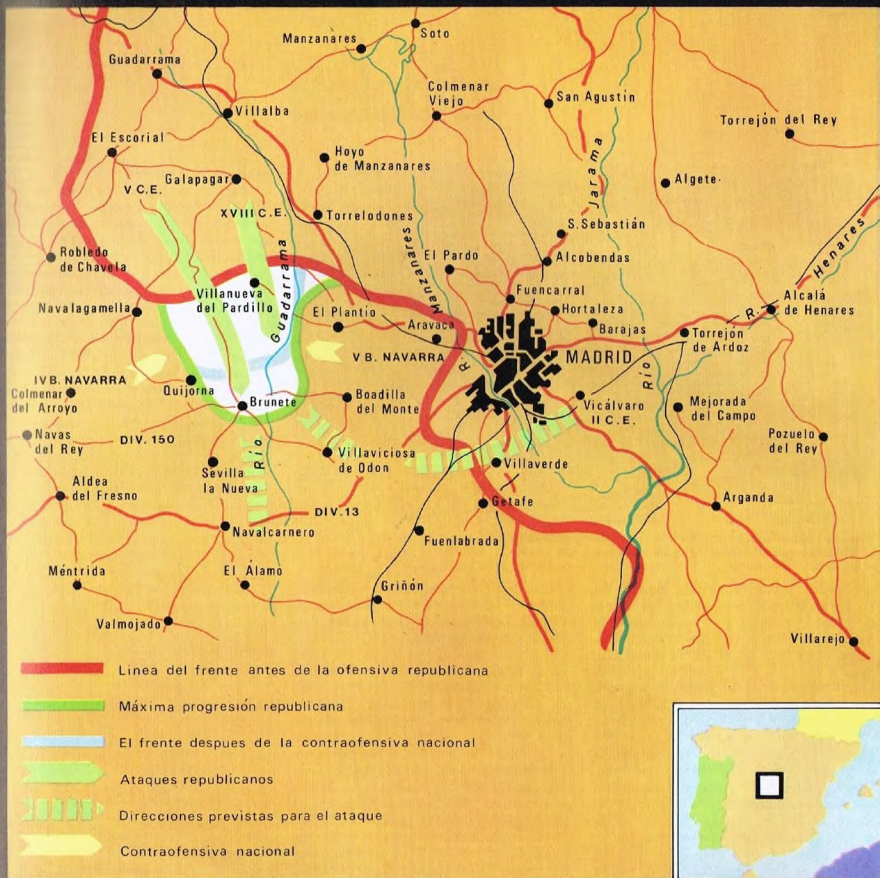 Soto
Manzanares
Guadarrama
Colmenar
Viejo
San Agustín
Villalba
Torrejón del Rey
El Escorial
Hoyo
de Manzanares
Jarama
Galapagar
V C.E.
Algete
XVIII C.E.
Torrelodones
S.Sebastián
Robledo
de Chavela
Guadarrama
Manzanares
El Pardo
Alcobendas
Henares
Villanueva
del Pardillo
Fuencarral
Navalagamella
El Plantio
Hortaleza
R.
Alcalá
de Henares
Aravaca
Barajas
Torrejón
de Ardoz
V B. NAVARRA
R.
MADRID
Río
IV B. NAVARRA
Colmenar
del Arroyo
Quijorna
Brunete
Boadilla
del Monte
Vicálvaro
II C.E.
Mejorada
del Campo
Navas
del Rey
DIV. 150
Río
Villaviciosa
de Odon
Pozuelo
del Rey
Sevilla
la Nueva
Villaverde
Aldea
del Fresno
DIV.13
Getafe
Arganda
Navalcarnero
Fuenlabrada
Méntrida
El Álamo
Griñón
Valmojado
Villarejo
Linea del frente antes de la ofensiva republicana
Máxima progresión republicana
El frente despues de la contraofensiva nacional
Ataques republicanos
Direcciones previstas para el ataque
Contraofensiva nacional